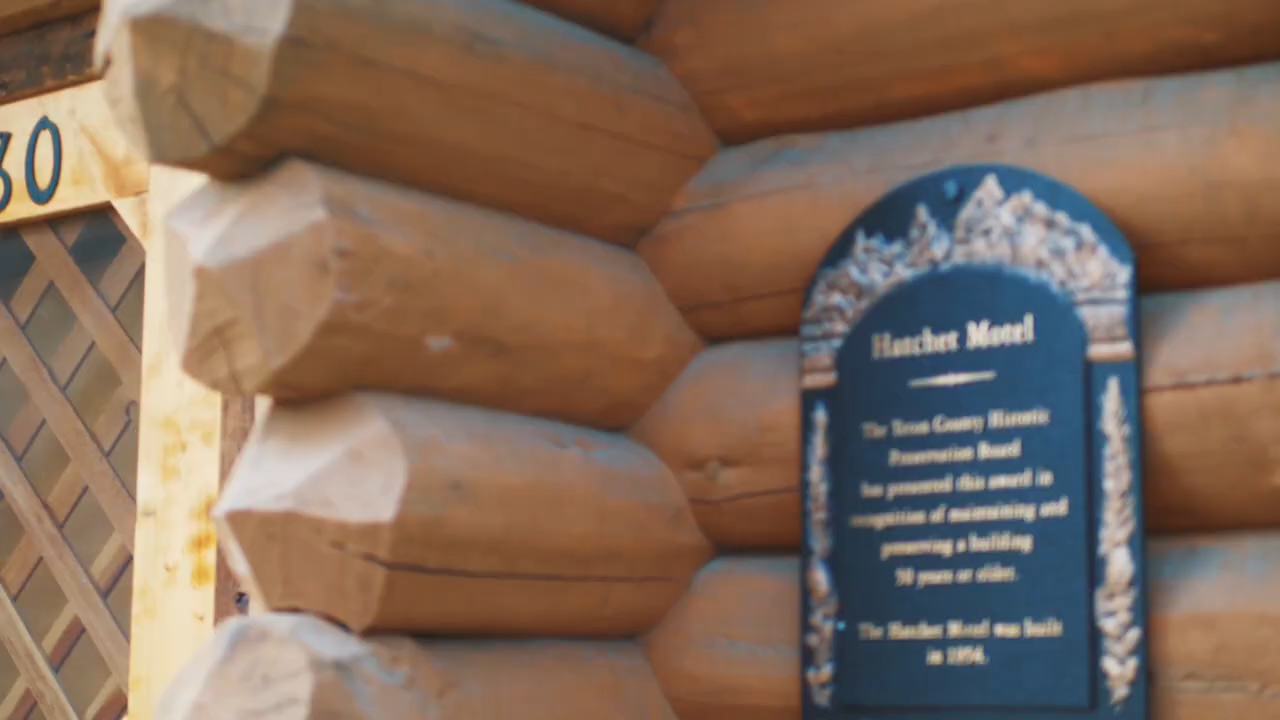 30
Hatchet Motel
The Teton County Historic
Preservation Board
has presented this award in
recognition of maintaining and
preserving a building
50 years or older.
The Hatchet Motel was built
in 1954.